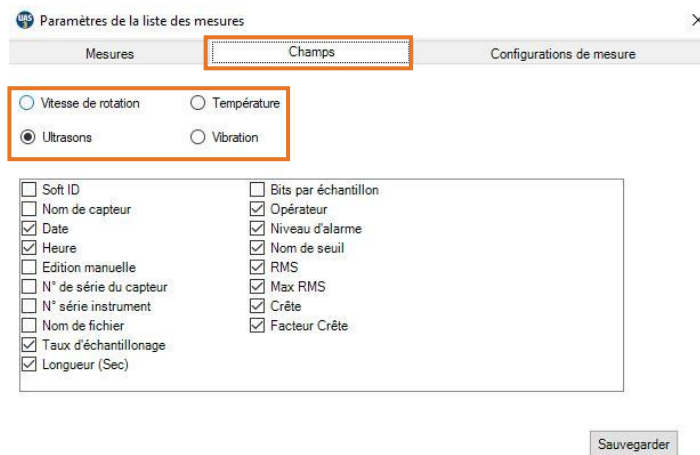 UAS 3 Paramètres de la liste des mesures
Mesures Champs Configurations de mesure
Vitesse de rotation Température
Ultrasons Vibration
Soft ID Bits par échantillon
Nom de capteur Opérateur
Date Niveau d'alarme
Heure Nom de seuil
Edition manuelle RMS
N° de série du capteur Max RMS
N° série instrument Crête
Nom de fichier Facteur Crête
Taux d'échantillonage
Longueur (Sec)
Sauvegarder